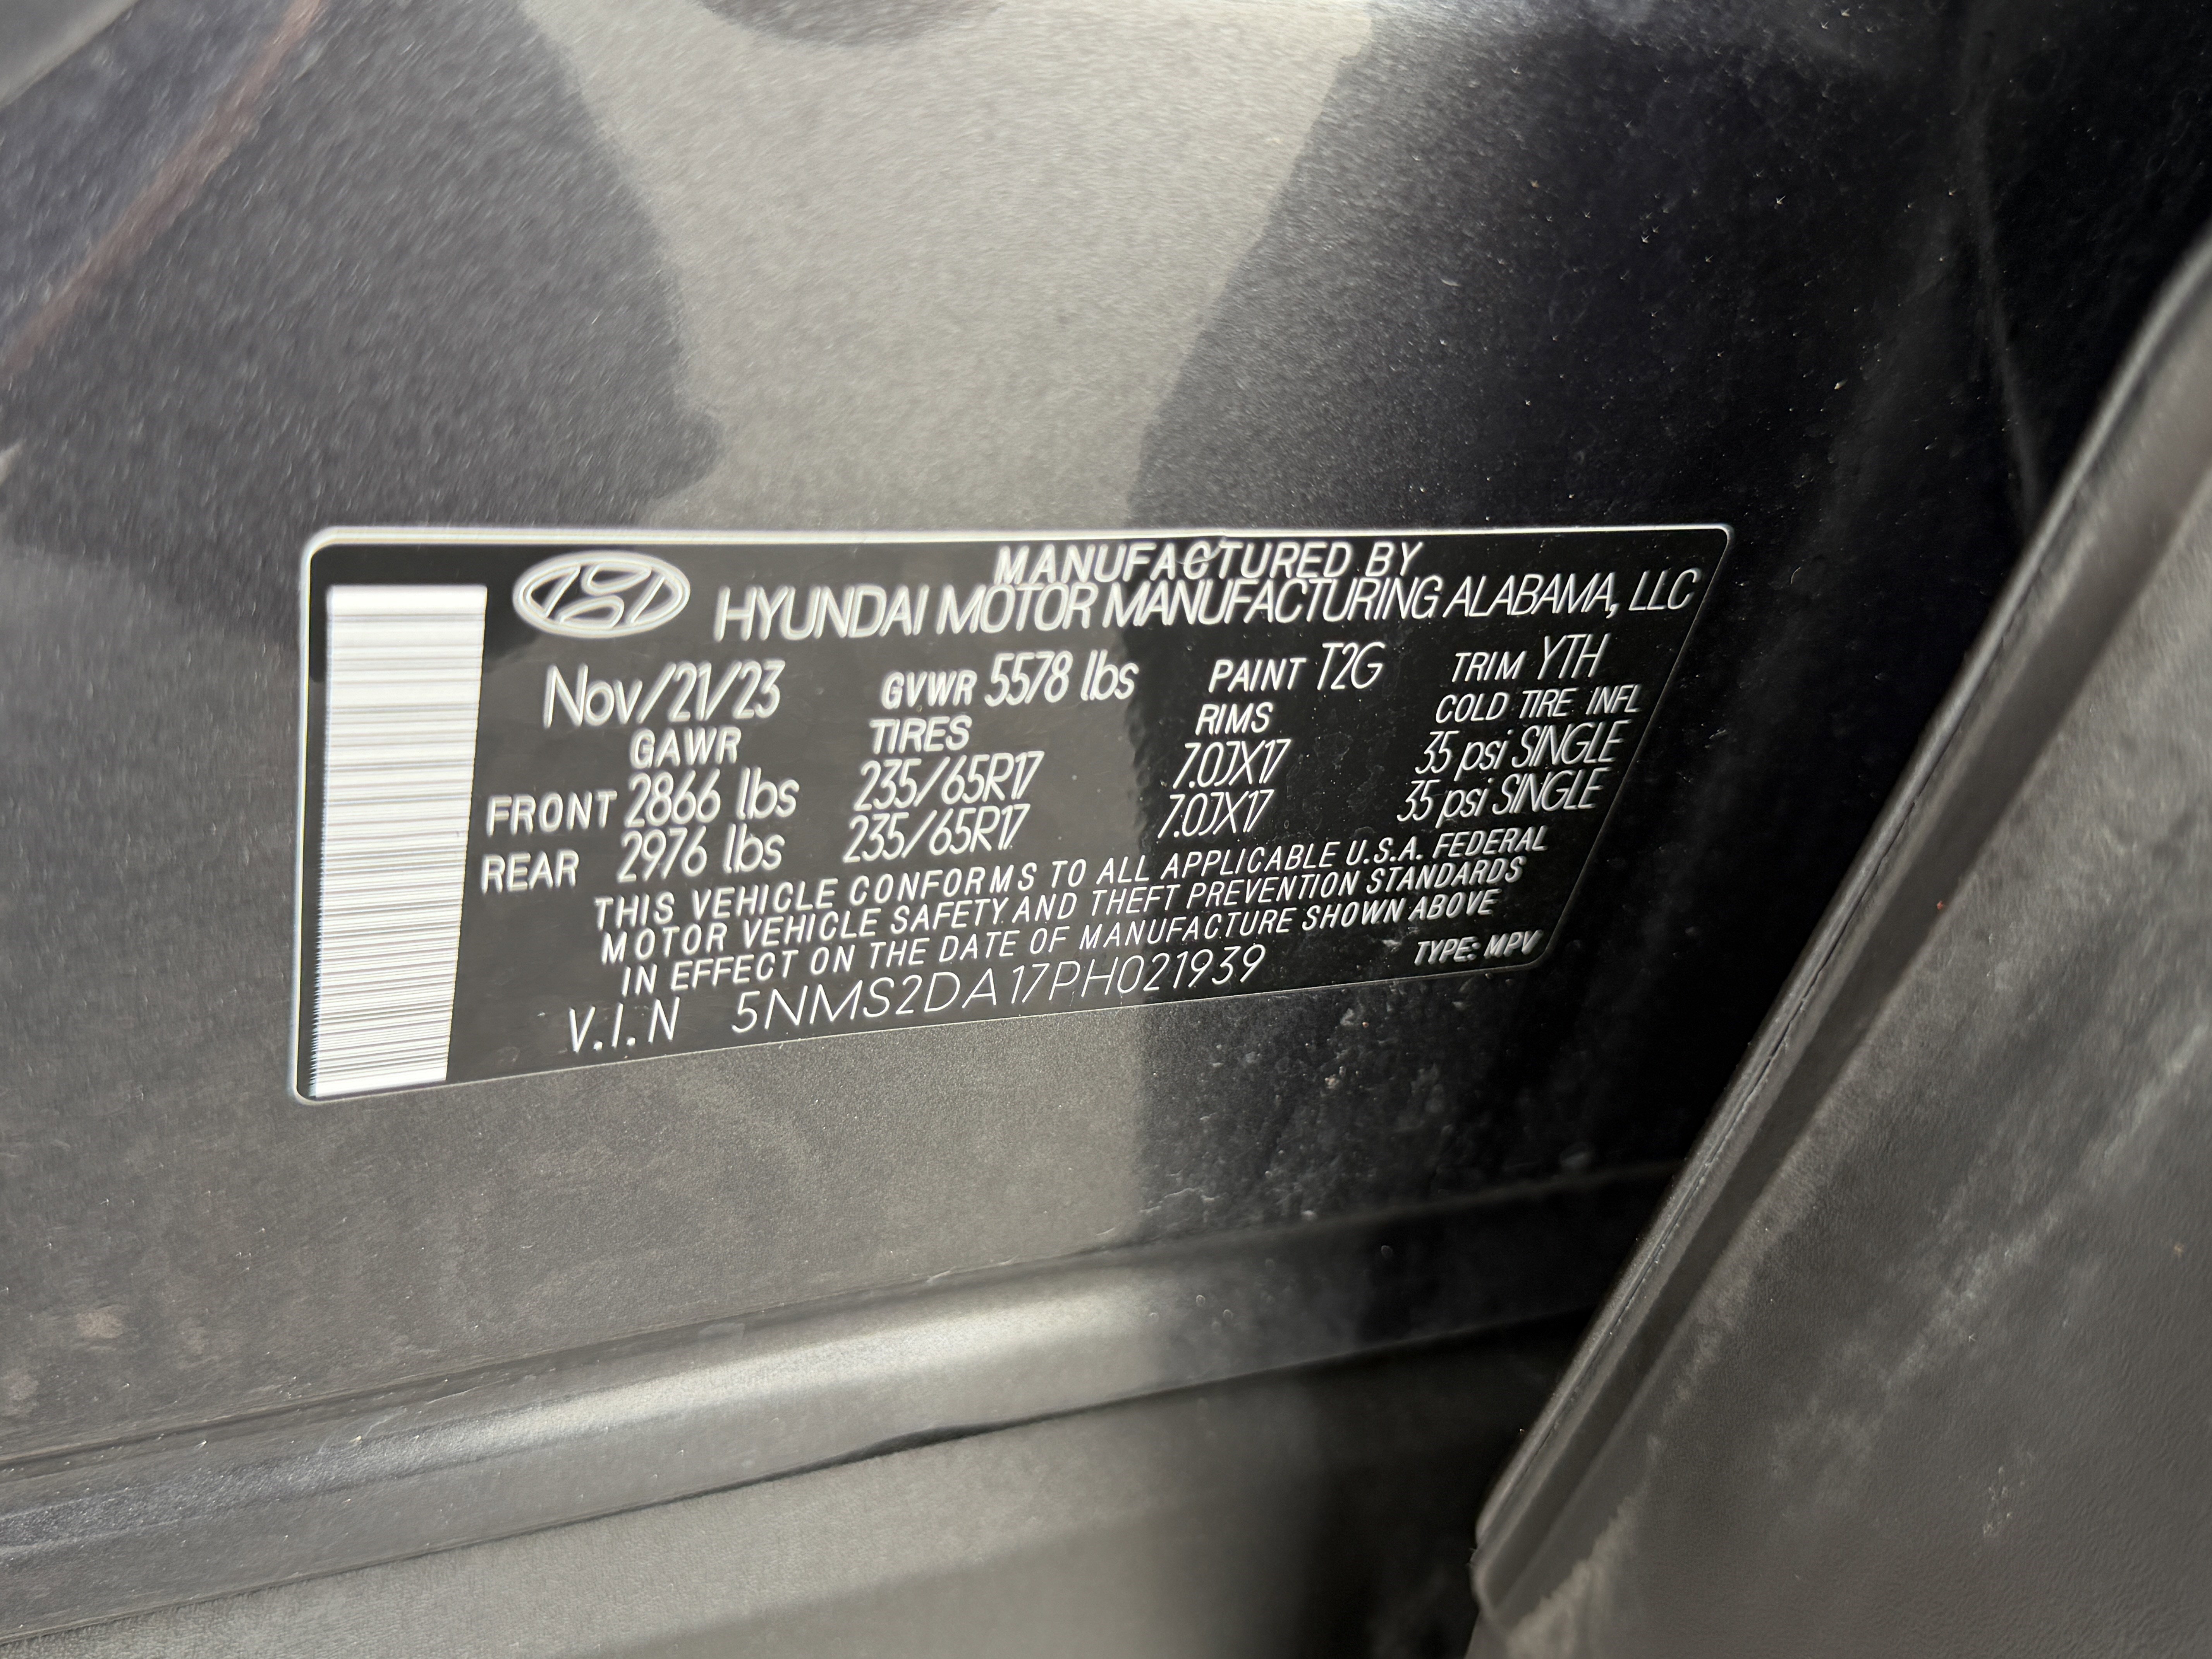 MANUFACTURED BY
HYUNDAI MOTOR MANUFACTURING ALABAMA, LLC
Nov/21/23 GVWR 5578 lbs PAINT T2G TRIM YTH
GAWR TIRES RIMS COLD TIRE INFL
FRONT 2866 lbs 235/65R17 7.0JX17 35 psi SINGLE
REAR 2976 lbs 235/65R17 7.0JX17 35 psi SINGLE
THIS VEHICLE CONFORMS TO ALL APPLICABLE U.S.A. FEDERAL
MOTOR VEHICLE SAFETY AND THEFT PREVENTION STANDARDS
IN EFFECT ON THE DATE OF MANUFACTURE SHOWN ABOVE
V.I.N 5NMS2DA17PH021939 TYPE: MPV